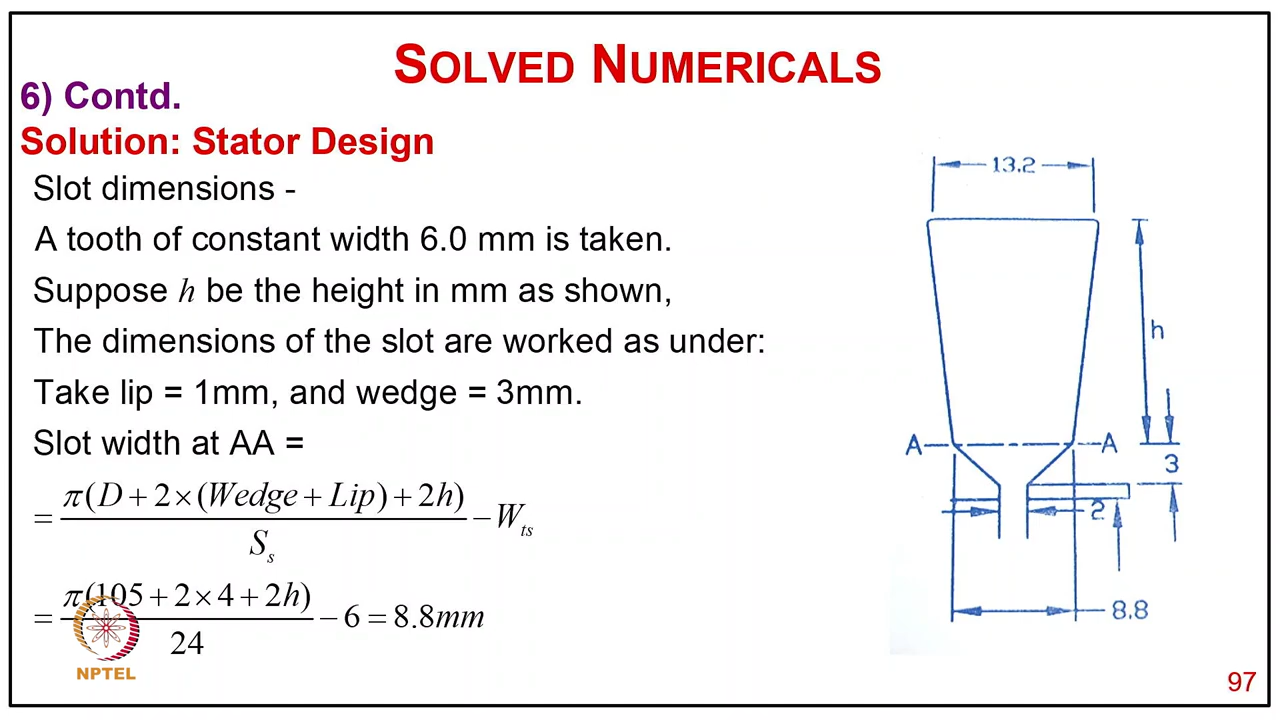 SOLVED NUMERICALS
6) Contd.
Solution: Stator Design
Slot dimensions -
A tooth of constant width 6.0 mm is taken.
Suppose h be the height in mm as shown,
The dimensions of the slot are worked as under:
Take lip = 1mm, and wedge = 3mm.
Slot width at AA =
= π(D + 2 × (Wedge + Lip) + 2h) / S_s − W_ts
= π(105 + 2 × 4 + 2h) / 24 − 6 = 8.8mm
13.2
h
A A
3
2
8.8
NPTEL
97